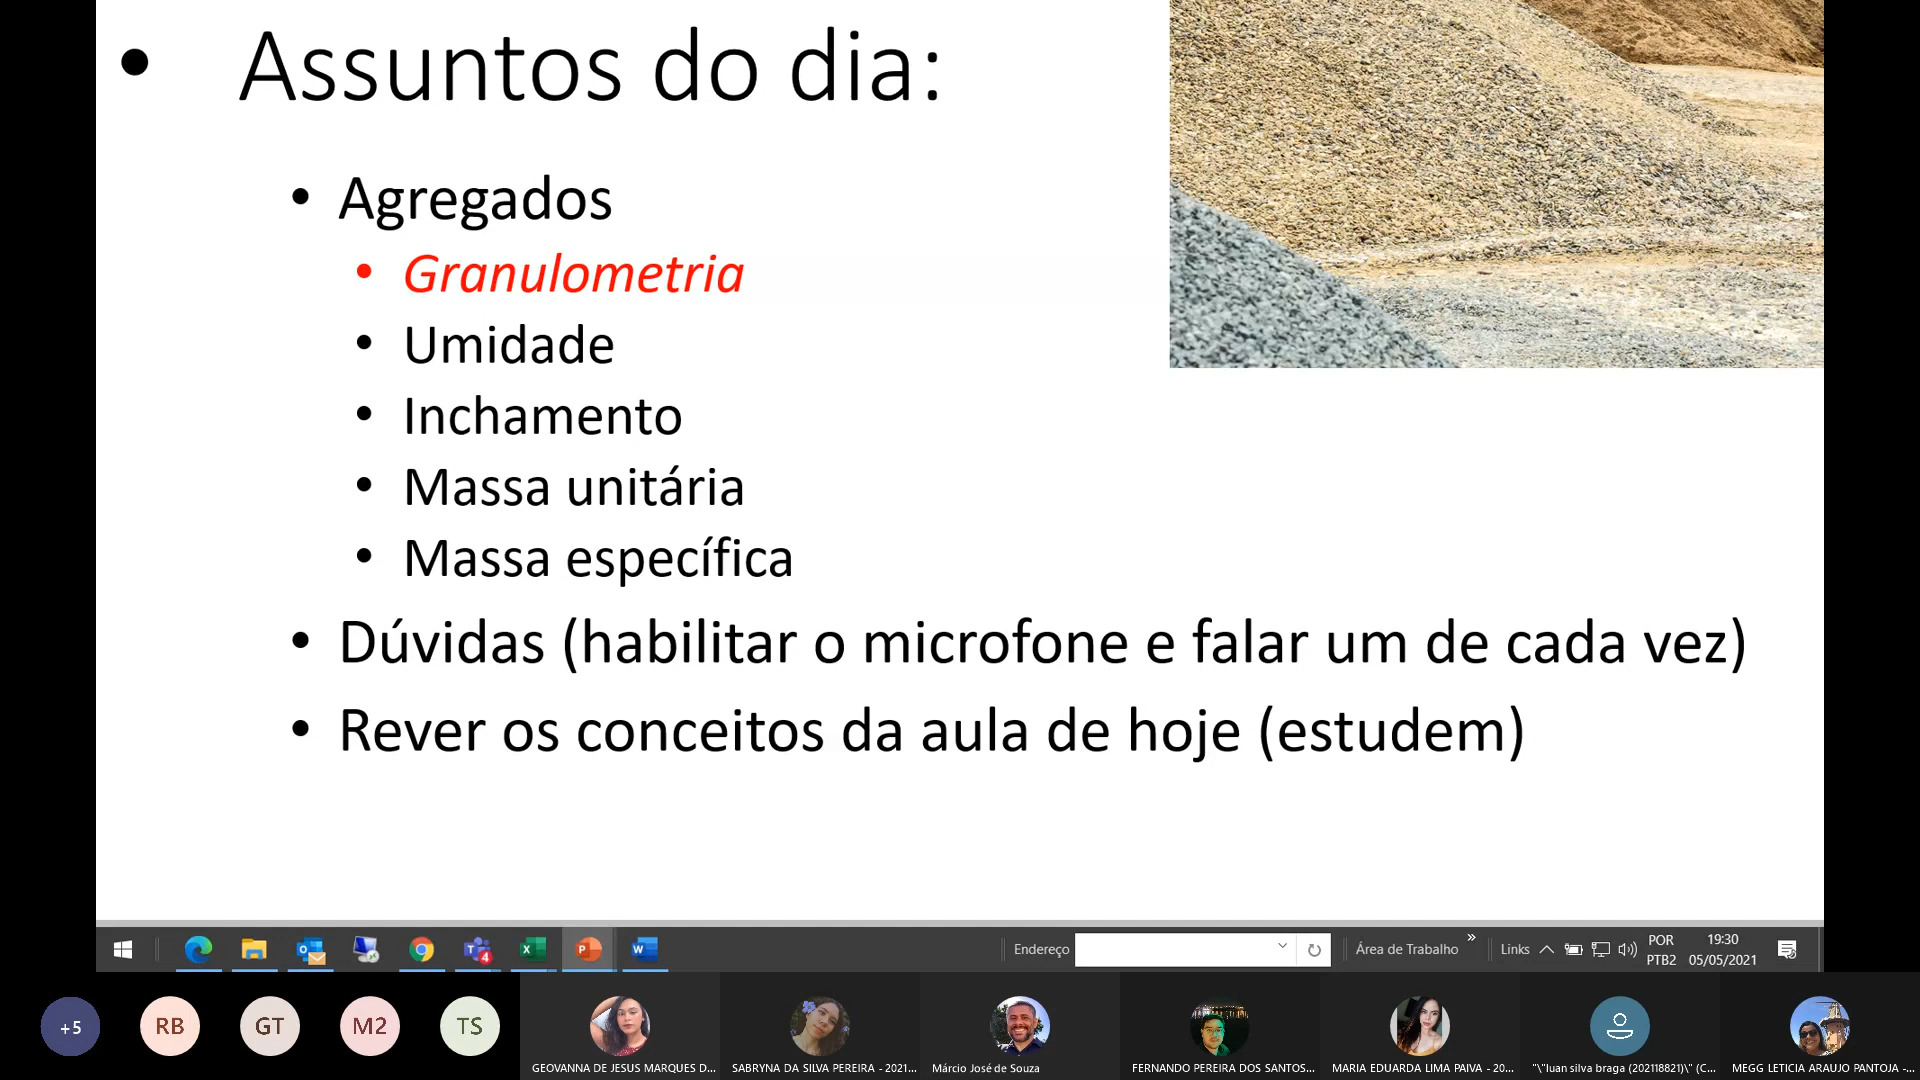 Assuntos do dia:
Agregados
Granulometria
Umidade
Inchamento
Massa unitária
Massa específica
Dúvidas (habilitar o microfone e falar um de cada vez)
Rever os conceitos da aula de hoje (estudem)
4
Endereço
Área de Trabalho
»
Links
POR
PTB2
19:30
05/05/2021
+5
RB
GT
M2
TS
GEOVANNA DE JESUS MARQUES D...
SABRYNA DA SILVA PEREIRA - 2021...
Márcio José de Souza
FERNANDO PEREIRA DOS SANTOS...
MARIA EDUARDA LIMA PAIVA - 20...
"\"luan silva braga (202118821)\" (C...
MEGG LETICIA ARAUJO PANTOJA -...